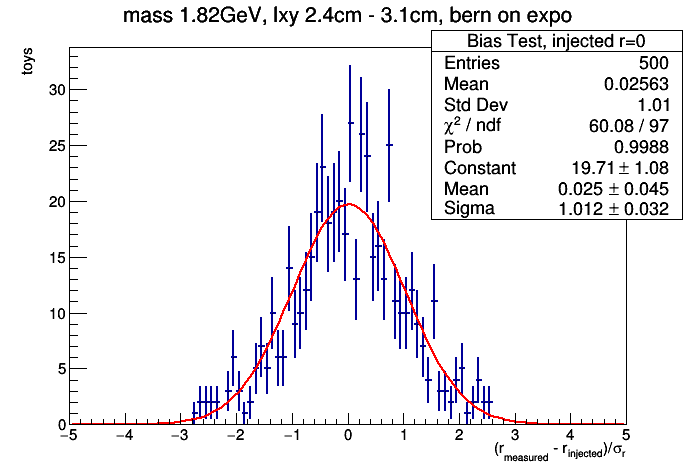 mass 1.82GeV, lxy 2.4cm - 3.1cm, bern on expo
Bias Test, injected r=0
Entries 500
Mean 0.02563
Std Dev 1.01
χ² / ndf 60.08 / 97
Prob 0.9988
Constant 19.71 ± 1.08
Mean 0.025 ± 0.045
Sigma 1.012 ± 0.032
toys
30
25
20
15
10
5
0
−5 −4 −3 −2 −1 0 1 2 3 4 5
(r_measured - r_injected)/σ_r